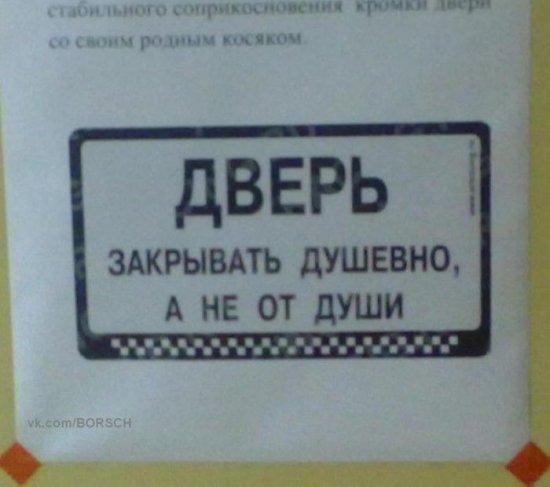 стабильного соприкосновения кромки двери
со своим родным косяком.
ДВЕРЬ
ЗАКРЫВАТЬ ДУШЕВНО,
А НЕ ОТ ДУШИ
vk.com/BORSCH